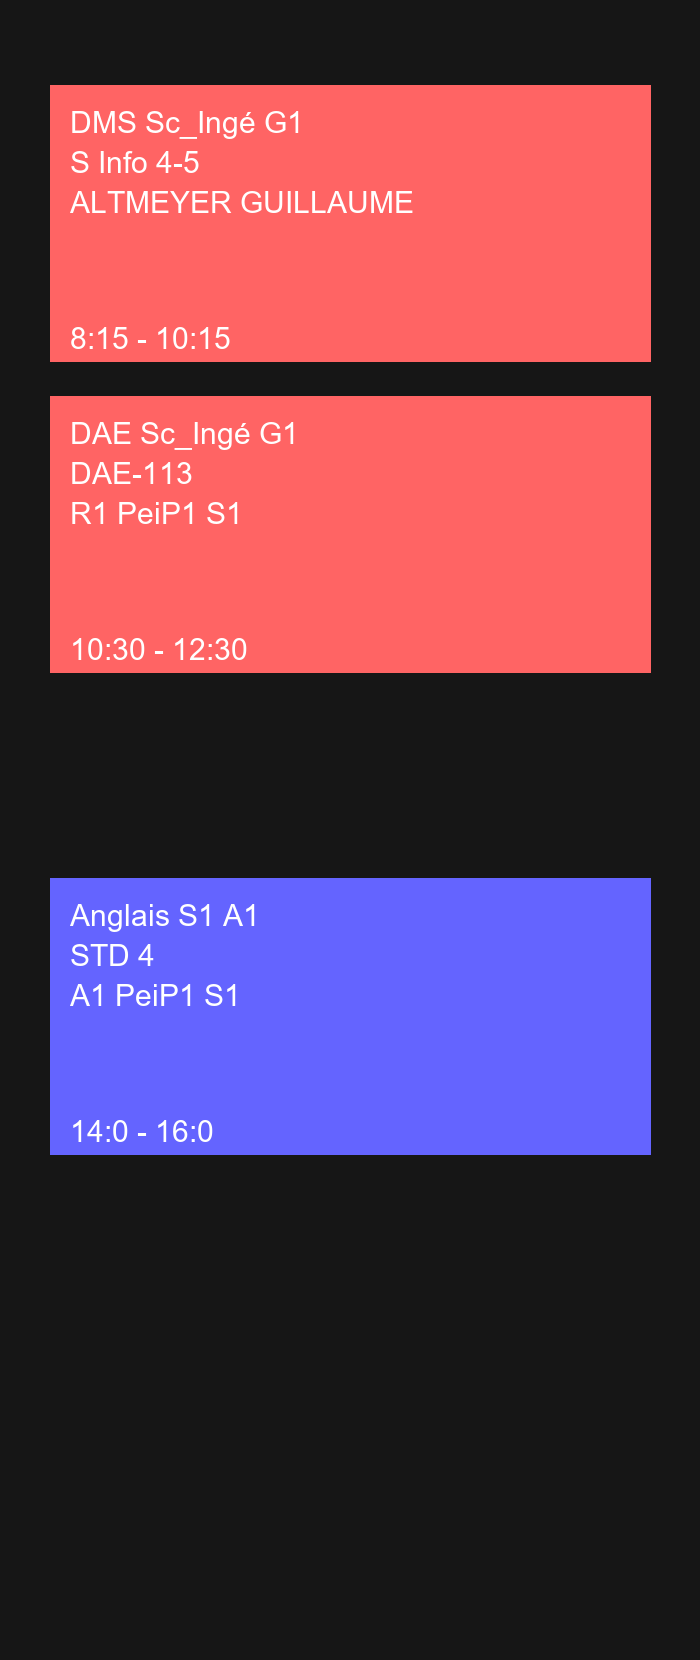 DMS Sc_Ingé G1
S Info 4-5
ALTMEYER GUILLAUME
8:15 - 10:15
DAE Sc_Ingé G1
DAE-113
R1 PeiP1 S1
10:30 - 12:30
Anglais S1 A1
STD 4
A1 PeiP1 S1
14:0 - 16:0